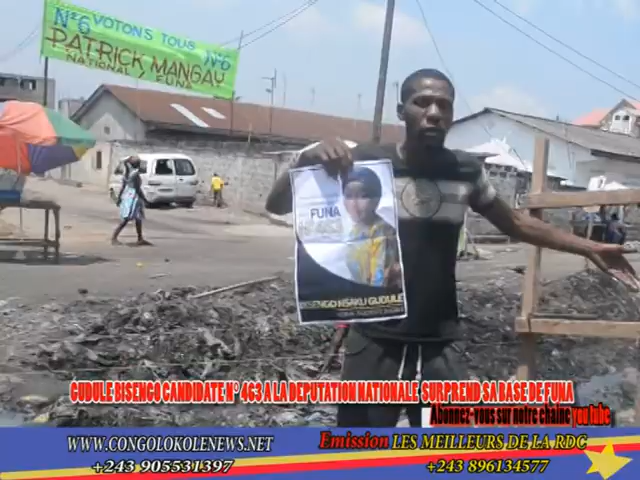 N°6 VOTONS TOUS N°6
PATRICK MANGAY
NATIONAL / FUNA
FUNA
N°463
BISENGO NSAKU GUDULE
GUDULE BISENGO CANDIDATE N° 463 A LA DEPUTATION NATIONALE SURPREND SA BASE DE FUNA
Abonnez-vous sur notre chaine you tube
WWW.CONGOLOKOLENEWS.NET
Emission LES MEILLEURS DE LA RDC
+243 905531397
+243 896134577